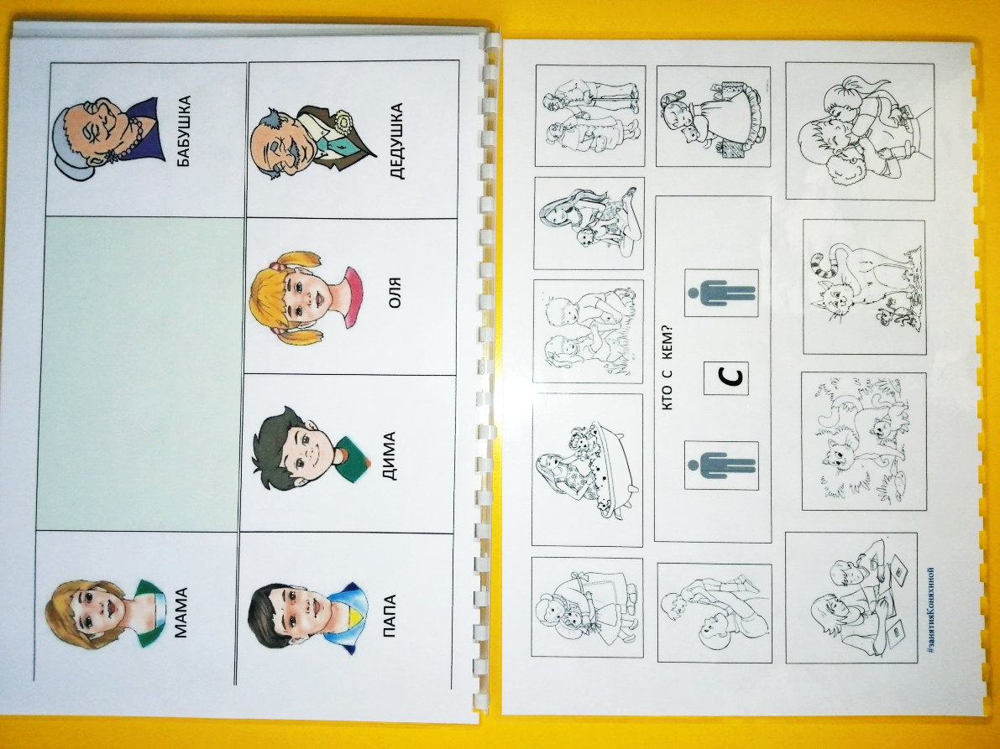 МАМА
БАБУШКА
ПАПА
ДИМА
ОЛЯ
ДЕДУШКА
КТО С КЕМ?
С
#занятияКоняхиной